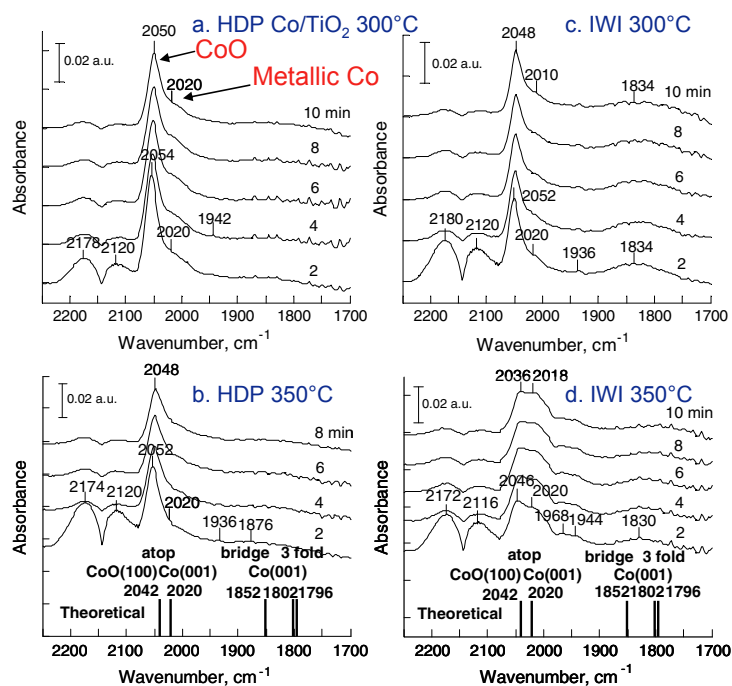 a. HDP Co/TiO₂ 300°C
2050
CoO
0.02 a.u.
2020
Metallic Co
10 min
8
2054
6
1942
4
2178
2120
2020
2
Absorbance
2200 2100 2000 1900 1800 1700
Wavenumber, cm⁻¹
c. IWI 300°C
2048
0.02 a.u.
2010
1834
10 min
8
6
2052
4
2180
2120
2020
1936
1834
2
Absorbance
2200 2100 2000 1900 1800 1700
Wavenumber, cm⁻¹
b. HDP 350°C
2048
0.02 a.u.
8 min
6
2052
4
2174
2120
2020
1936
1876
2
atop bridge 3 fold
CoO(100) Co(001) Co(001)
2042 2020 1852 1802 1796
Theoretical
Absorbance
2200 2100 2000 1900 1800 1700
Wavenumber, cm⁻¹
d. IWI 350°C
2036 2018
0.02 a.u.
10 min
8
6
2046
4
2172
2116
2020
1968
1944
1830
2
atop bridge 3 fold
CoO(100) Co(001) Co(001)
2042 2020 1852 1802 1796
Theoretical
Absorbance
2200 2100 2000 1900 1800 1700
Wavenumber, cm⁻¹